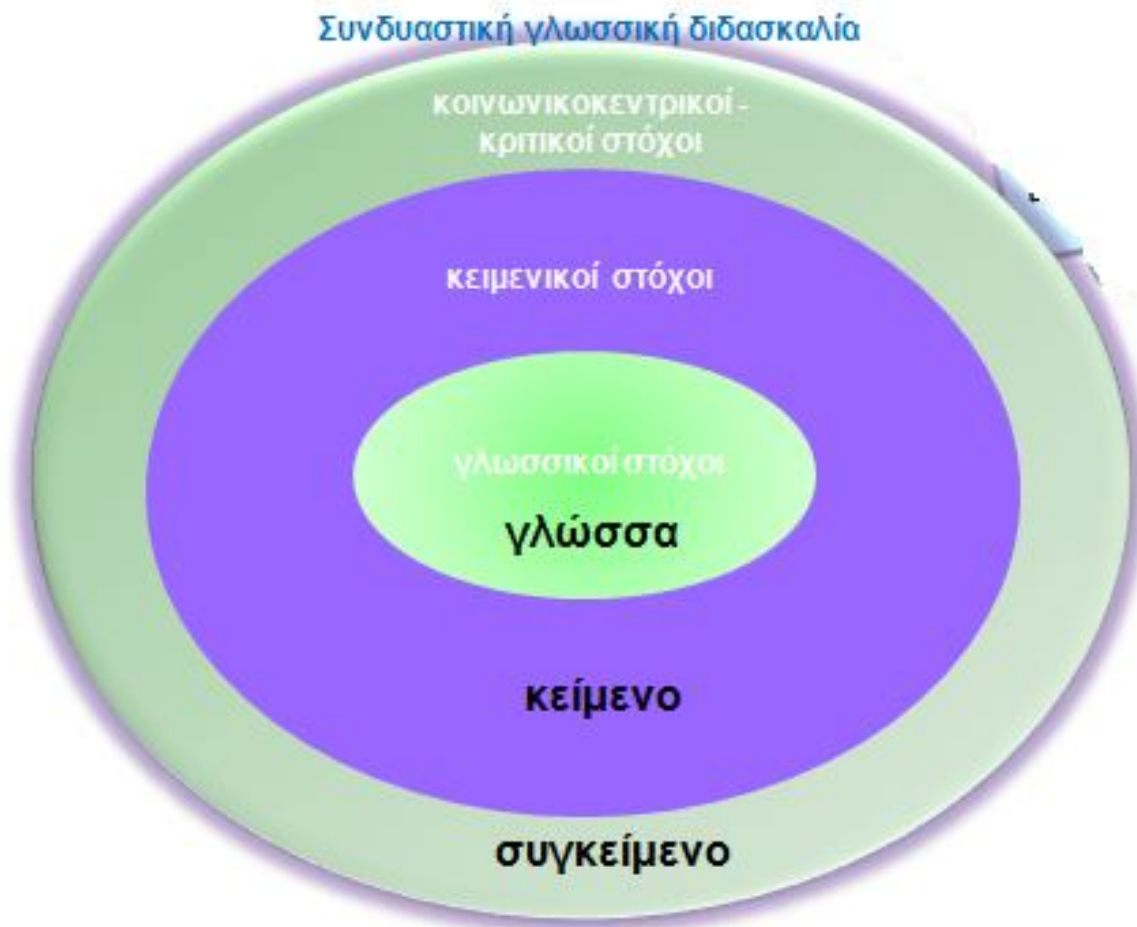 Συνδυαστική γλωσσική διδασκαλία
κοινωνικοκεντρικοί -
κριτικοί στόχοι
κειμενικοί στόχοι
γλωσσικοί στόχοι
γλώσσα
κείμενο
συγκείμενο